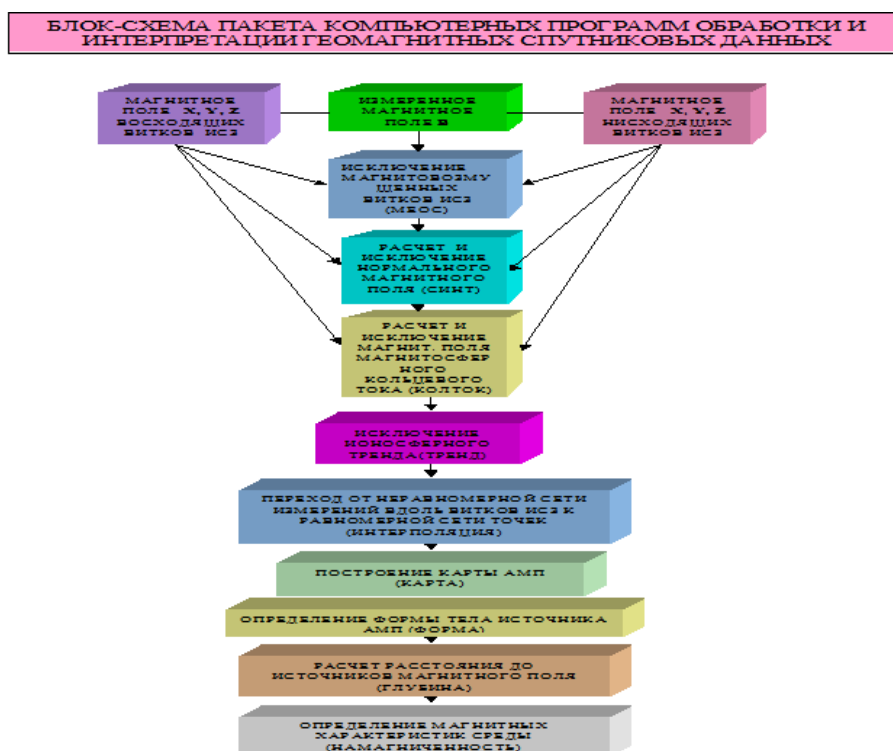 БЛОК-СХЕМА ПАКЕТА КОМПЬЮТЕРНЫХ ПРОГРАММ ОБРАБОТКИ И
ИНТЕРПРЕТАЦИИ ГЕОМАГНИТНЫХ СПУТНИКОВЫХ ДАННЫХ
МАГНИТНОЕ
ПОЛЕ X, Y, Z
ВОСХОДЯЩИХ
ВИТКОВ ИСЗ
ИЗМЕРЕННОЕ
МАГНИТНОЕ
ПОЛЕ В
МАГНИТНОЕ
ПОЛЕ X, Y, Z
НИСХОДЯЩИХ
ВИТКОВ ИСЗ
ИСКЛЮЧЕНИЕ
МАГНИТОВОЗМУ
ЩЕННЫХ
ВИТКОВ ИСЗ
(МЕОС)
РАСЧЕТ И
ИСКЛЮЧЕНИЕ
НОРМАЛЬНОГО
МАГНИТНОГО
ПОЛЯ (СИНТ)
РАСЧЕТ И
ИСКЛЮЧЕНИЕ
МАГНИТ. ПОЛЯ
МАГНИТОСФЕР
НОГО
КОЛЬЦЕВОГО
ТОКА (КОЛТОК)
ИСКЛЮЧЕНИЕ
ИОНОСФЕРНОГО
ТРЕНДА(ТРЕНД)
ПЕРЕХОД ОТ НЕРАВНОМЕРНОЙ СЕТИ
ИЗМЕРЕНИЙ ВДОЛЬ ВИТКОВ ИСЗ К
РАВНОМЕРНОЙ СЕТИ ТОЧЕК
(ИНТЕРПОЛЯЦИЯ)
ПОСТРОЕНИЕ КАРТЫ АМП
(КАРТА)
ОПРЕДЕЛЕНИЕ ФОРМЫ ТЕЛА ИСТОЧНИКА
АМП (ФОРМА)
РАСЧЕТ РАССТОЯНИЯ ДО
ИСТОЧНИКОВ МАГНИТНОГО ПОЛЯ
(ГЛУБИНА)
ОПРЕДЕЛЕНИЕ МАГНИТНЫХ
ХАРАКТЕРИСТИК СРЕДЫ
(НАМАГНИЧЕННОСТЬ)